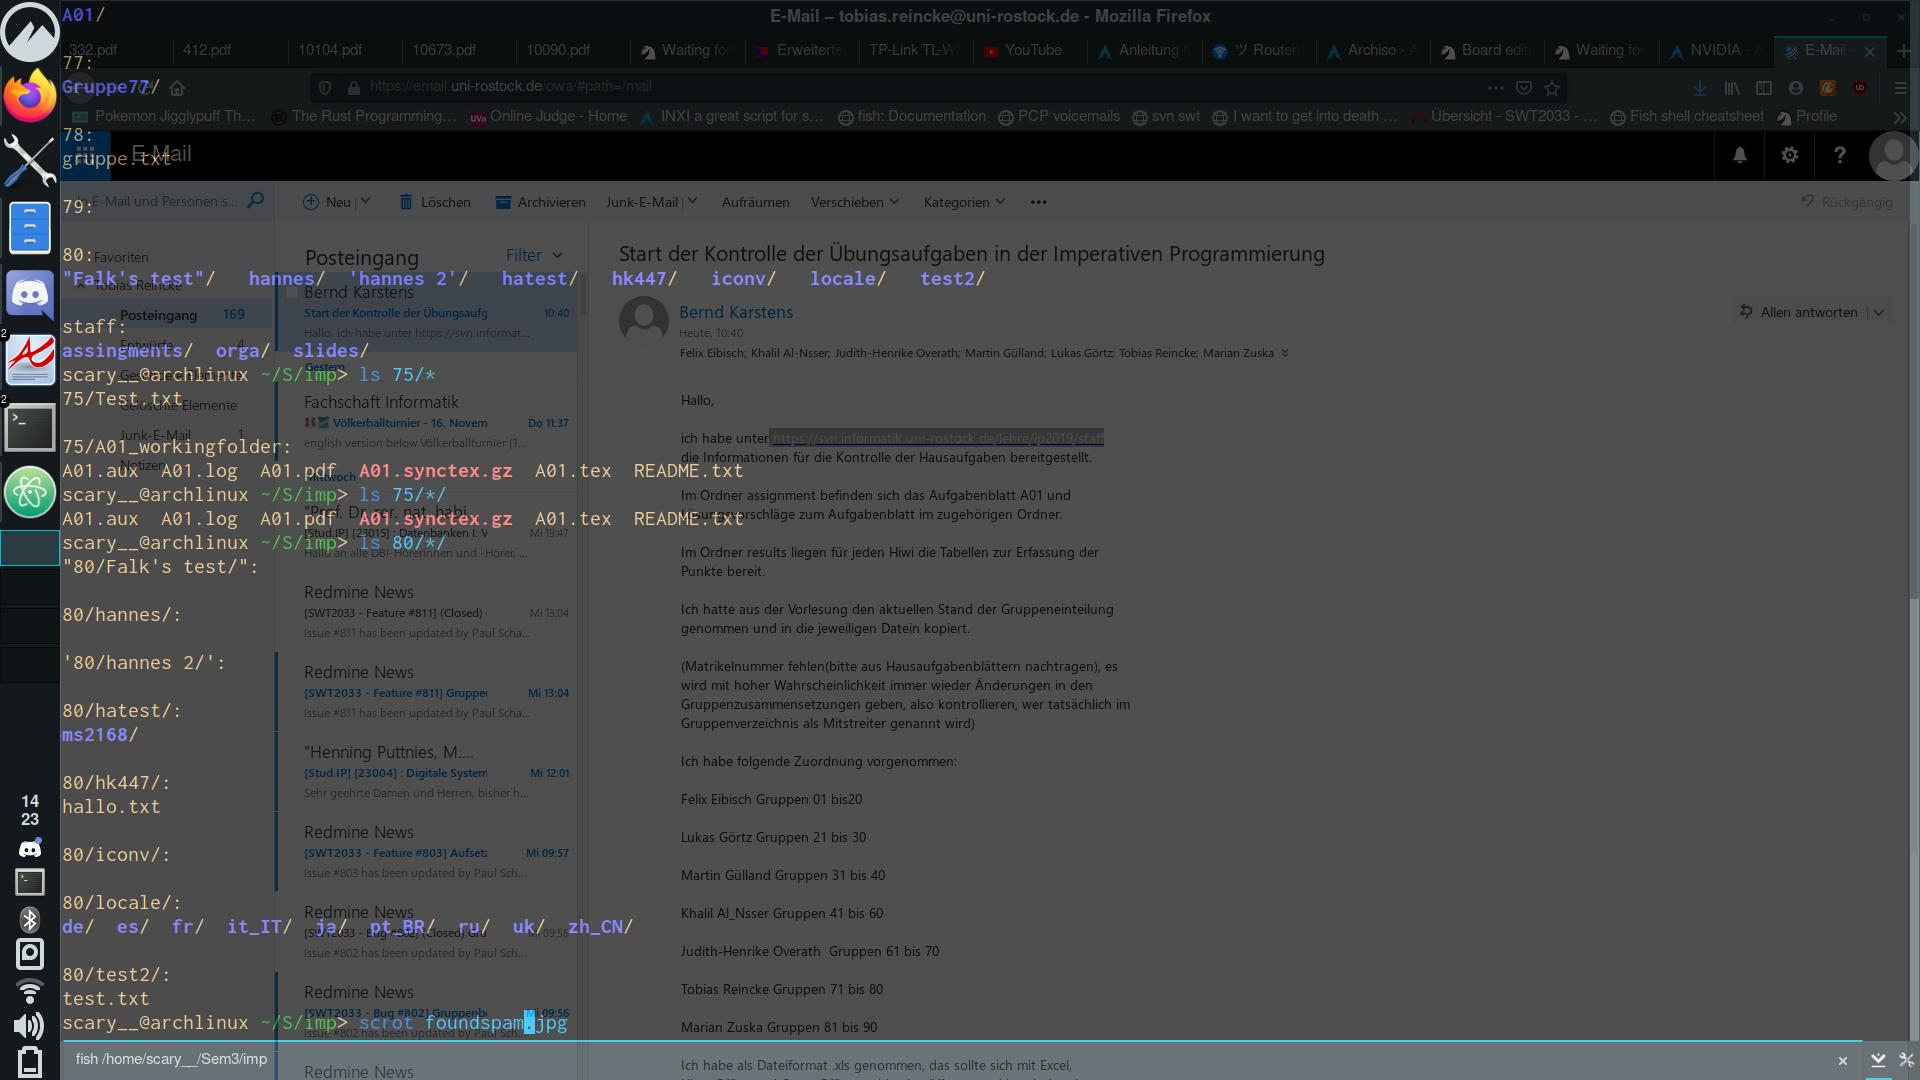 A01/
E-Mail – tobias.reincke@uni-rostock.de - Mozilla Firefox
332.pdf 412.pdf 10104.pdf 10673.pdf 10090.pdf Waiting for Erweiterte TP-Link TL-W YouTube Anleitung f ツ Router- Archiso - A Board edit Waiting for NVIDIA - A E-Mail -
77:
Gruppe77/
https://email.uni-rostock.de/owa/#path=/mail
Pokemon Jigglypuff Th… The Rust Programming… Online Judge - Home INXI a great script for s… fish: Documentation PCP voicemails svn swt I want to get into death … Übersicht - SWT2033 - … Fish shell cheatsheet Profile
78:
gruppe.txt
E-Mail
79:
E-Mail und Personen s...
Neu Löschen Archivieren Junk-E-Mail Aufräumen Verschieben Kategorien ••• Rückgängig
80:
Favoriten
Posteingang Filter
Start der Kontrolle der Übungsaufgaben in der Imperativen Programmierung
"Falk's test"/ hannes/ 'hannes 2'/ hatest/ hk447/ iconv/ locale/ test2/
Tobias Reincke
Posteingang 169
staff:
assingments/ orga/ slides/
scary__@archlinux ~/S/imp> ls 75/*
75/Test.txt
Gelöschte Elemente
Junk-E-Mail 1
75/A01_workingfolder:
Notizen
A01.aux A01.log A01.pdf A01.synctex.gz A01.tex README.txt
scary__@archlinux ~/S/imp> ls 75/*/
A01.aux A01.log A01.pdf A01.synctex.gz A01.tex README.txt
scary__@archlinux ~/S/imp> ls 80/*/
"80/Falk's test/":
80/hannes/:
'80/hannes 2/':
80/hatest/:
ms2168/
80/hk447/:
hallo.txt
80/iconv/:
80/locale/:
de/ es/ fr/ it_IT/ ja/ pt_BR/ ru/ uk/ zh_CN/
80/test2/:
test.txt
scary__@archlinux ~/S/imp> scrot foundspam.jpg
fish /home/scary__/Sem3/imp
2
2
14
23
Bernd Karstens
Start der Kontrolle der Übungsaufg 10:40
Hallo, ich habe unter https://svn.informat...
Gestern
Fachschaft Informatik
Völkerballturnier - 16. Novem Do 11:37
english version below Völkerballturnier (1...
Mittwoch
"Prof. Dr. rer. nat. habi
[Stud.IP] [23015] : Datenbanken I: V Mi 19:47
Hallo an alle DBI-Hörerinnen und -Hörer, ...
Redmine News
[SWT2033 - Feature #811] (Closed) Mi 13:04
Issue #811 has been updated by Paul Scha...
Redmine News
[SWT2033 - Feature #811] Gruppe Mi 13:04
Issue #811 has been updated by Paul Scha...
"Henning Puttnies, M....
[Stud.IP] [23004] : Digitale System Mi 12:01
Sehr geehrte Damen und Herren, bisher h...
Redmine News
[SWT2033 - Feature #803] Aufsetz Mi 09:57
Issue #803 has been updated by Paul Sch...
Redmine News
[SWT2033 - Bug #802] (Closed) Gru Mi 09:56
Issue #802 has been updated by Paul Sch...
Redmine News
[SWT2033 - Bug #802] Gruppenb Mi 09:56
Issue #802 has been updated by Paul Sch...
Redmine News
Bernd Karstens
Heute, 10:40
Allen antworten
Felix Eibisch; Khalil Al-Nsser; Judith-Henrike Overath; Martin Gülland; Lukas Görtz; Tobias Reincke; Marian Zuska
Hallo,
ich habe unter https://svn.informatik.uni-rostock.de/lehre/ip2019/staff
die Informationen für die Kontrolle der Hausaufgaben bereitgestellt.
Im Ordner assignment befinden sich das Aufgabenblatt A01 und
Lösungsvorschläge zum Aufgabenblatt im zugehörigen Ordner.
Im Ordner results liegen für jeden Hiwi die Tabellen zur Erfassung der
Punkte bereit.
Ich hatte aus der Vorlesung den aktuellen Stand der Gruppeneinteilung
genommen und in die jeweiligen Datein kopiert.
(Matrikelnummer fehlen(bitte aus Hausaufgabenblättern nachtragen), es
wird mit hoher Wahrscheinlichkeit immer wieder Änderungen in den
Gruppenzusammensetzungen geben, also kontrollieren, wer tatsächlich im
Gruppenverzeichnis als Mitstreiter genannt wird)
Ich habe folgende Zuordnung vorgenommen:
Felix Eibisch Gruppen 01 bis20
Lukas Görtz Gruppen 21 bis 30
Martin Gülland Gruppen 31 bis 40
Khalil Al_Nsser Gruppen 41 bis 60
Judith-Henrike Overath Gruppen 61 bis 70
Tobias Reincke Gruppen 71 bis 80
Marian Zuska Gruppen 81 bis 90
Ich habe als Dateiformat .xls genommen, das sollte sich mit Excel,